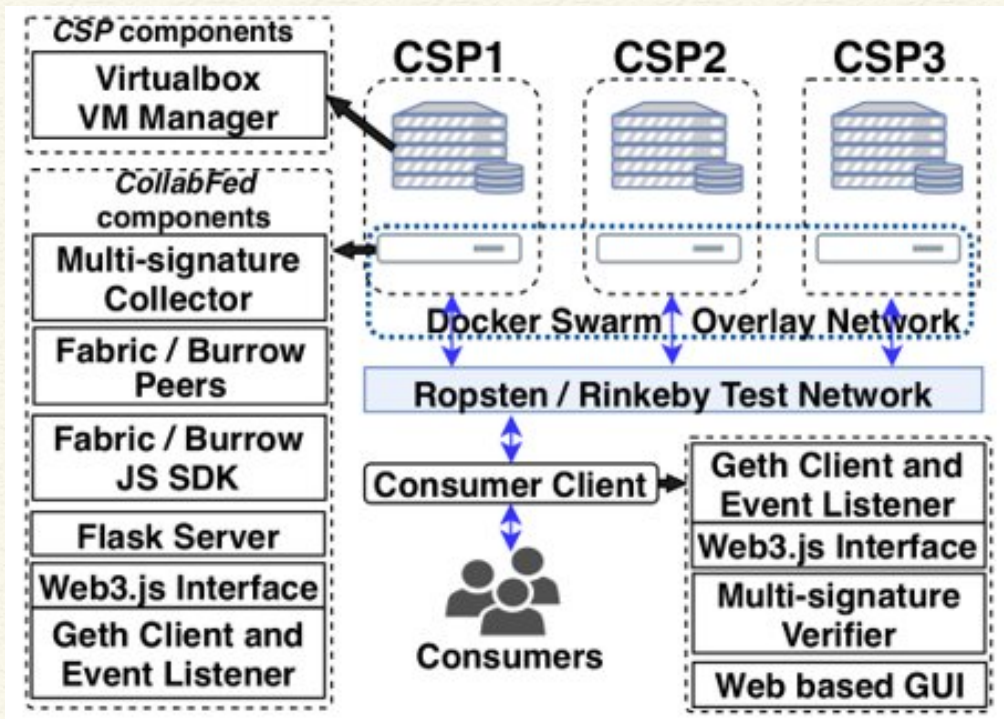 CSP components
Virtualbox
VM Manager
CollabFed
components
Multi-signature
Collector
Fabric / Burrow
Peers
Fabric / Burrow
JS SDK
Flask Server
Web3.js Interface
Geth Client and
Event Listener
CSP1
CSP2
CSP3
Docker Swarm Overlay Network
Ropsten / Rinkeby Test Network
Consumer Client
Consumers
Geth Client and
Event Listener
Web3.js Interface
Multi-signature
Verifier
Web based GUI